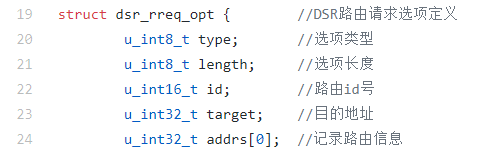 19 struct dsr_rreq_opt { //DSR路由请求选项定义
20 u_int8_t type; //选项类型
21 u_int8_t length; //选项长度
22 u_int16_t id; //路由id号
23 u_int32_t target; //目的地址
24 u_int32_t addrs[0]; //记录路由信息